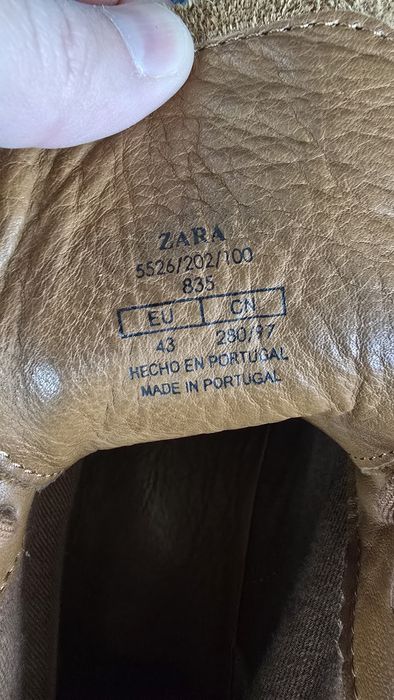 ZARA
5526/202/100
835
EU CN
43 280/97
HECHO EN PORTUGAL
MADE IN PORTUGAL